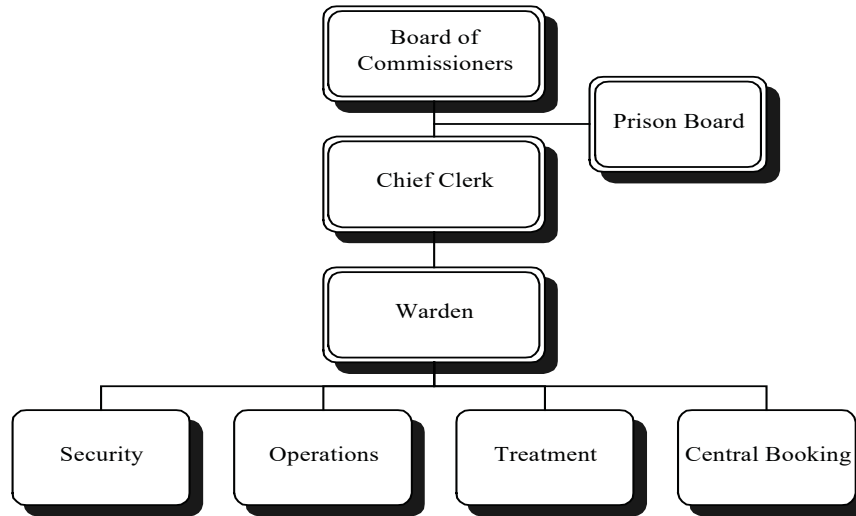 Board of
Commissioners
Prison Board
Chief Clerk
Warden
Security
Operations
Treatment
Central Booking